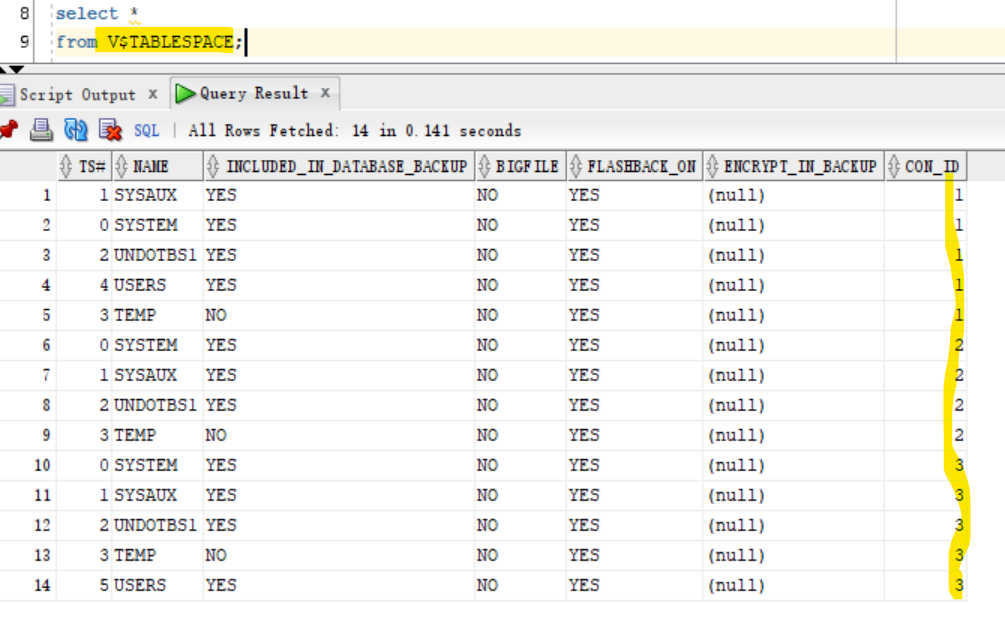 8 select *
9 from V$TABLESPACE;
Script Output x Query Result x
SQL | All Rows Fetched: 14 in 0.141 seconds
TS# NAME INCLUDED_IN_DATABASE_BACKUP BIGFILE FLASHBACK_ON ENCRYPT_IN_BACKUP CON_ID
1 1 SYSAUX YES NO YES (null) 1
2 0 SYSTEM YES NO YES (null) 1
3 2 UNDOTBS1 YES NO YES (null) 1
4 4 USERS YES NO YES (null) 1
5 3 TEMP NO NO YES (null) 1
6 0 SYSTEM YES NO YES (null) 2
7 1 SYSAUX YES NO YES (null) 2
8 2 UNDOTBS1 YES NO YES (null) 2
9 3 TEMP NO NO YES (null) 2
10 0 SYSTEM YES NO YES (null) 3
11 1 SYSAUX YES NO YES (null) 3
12 2 UNDOTBS1 YES NO YES (null) 3
13 3 TEMP NO NO YES (null) 3
14 5 USERS YES NO YES (null) 3